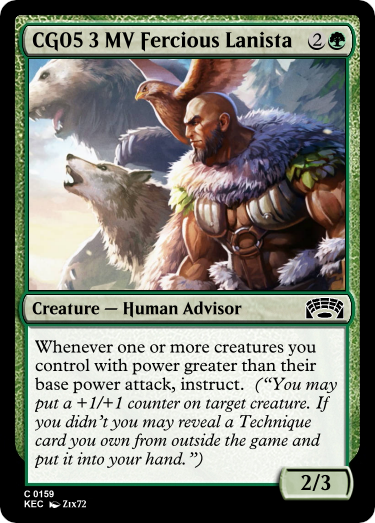 CG05 3 MV Fercious Lanista 2
Creature — Human Advisor
Whenever one or more creatures you
control with power greater than their
base power attack, instruct. (“You may
put a +1/+1 counter on target creature. If
you didn’t you may reveal a Technique
card you own from outside the game and
put it into your hand.”)
2/3
C 0159
KEC Zix72